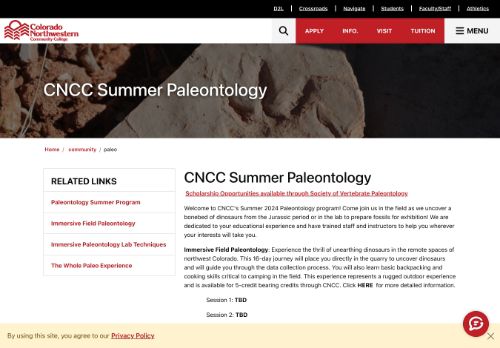 D2L Crossroads Navigate Students Faculty/Staff Athletics
Colorado
Northwestern
Community College
APPLY INFO. VISIT TUITION MENU
CNCC Summer Paleontology
Home / community / paleo
RELATED LINKS
Paleontology Summer Program
Immersive Field Paleontology
Immersive Paleontology Lab Techniques
The Whole Paleo Experience
CNCC Summer Paleontology
Scholarship Opportunities available through Society of Vertebrate Paleontology
Welcome to CNCC's Summer 2024 Paleontology program! Come join us in the field as we uncover a
bonebed of dinosaurs from the Jurassic period or in the lab to prepare fossils for exhibition! We are
dedicated to your educational experience and have trained staff and instructors to help you wherever
your interests will take you.
Immersive Field Paleontology: Experience the thrill of unearthing dinosaurs in the remote spaces of
northwest Colorado. This 16-day journey will place you directly in the quarry to uncover dinosaurs
and will guide you through the data collection process. You will also learn basic backpacking and
cooking skills critical to camping in the field. This experience represents a rugged outdoor experience
and is available for 5-credit bearing credits through CNCC. Click HERE for more detailed information.
Session 1: TBD
Session 2: TBD
By using this site, you agree to our Privacy Policy